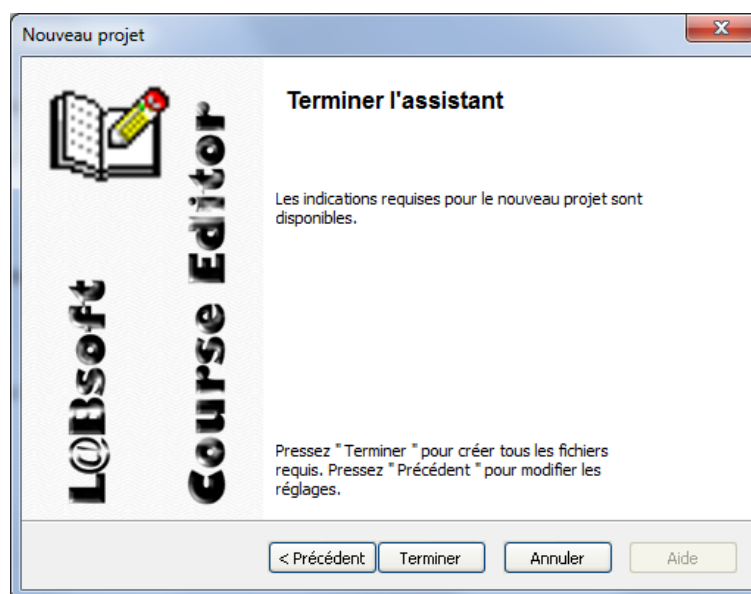 Nouveau projet
L@Bsoft
Course Editor
Terminer l'assistant
Les indications requises pour le nouveau projet sont
disponibles.
Pressez " Terminer " pour créer tous les fichiers
requis. Pressez " Précédent " pour modifier les
réglages.
< Précédent
Terminer
Annuler
Aide